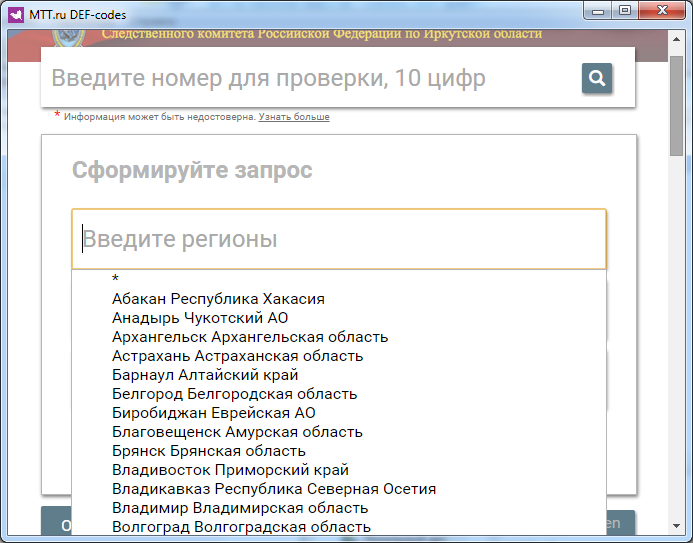 MTT.ru DEF-codes
Следственного комитета Российской Федерации по Иркутской области
Введите номер для проверки, 10 цифр
* Информация может быть недостоверна. Узнать больше
Сформируйте запрос
Введите регионы
*
Абакан Республика Хакасия
Анадырь Чукотский АО
Архангельск Архангельская область
Астрахань Астраханская область
Барнаул Алтайский край
Белгород Белгородская область
Биробиджан Еврейская АО
Благовещенск Амурская область
Брянск Брянская область
Владивосток Приморский край
Владикавказ Республика Северная Осетия
Владимир Владимирская область
Волгоград Волгоградская область